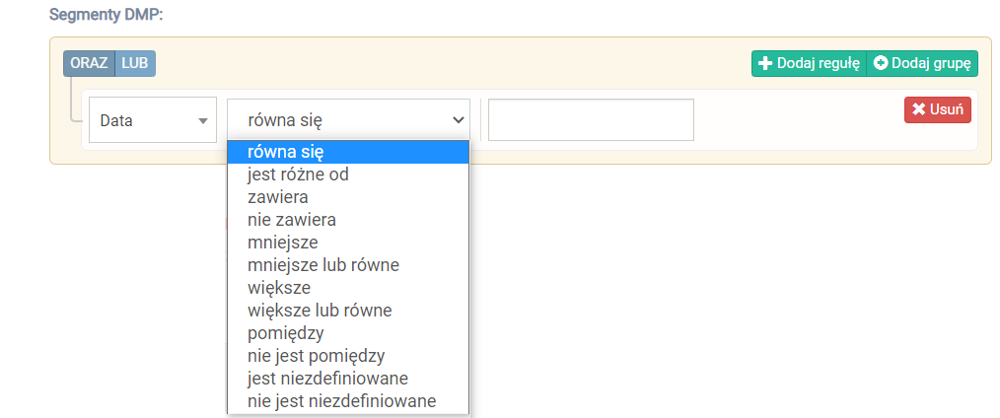 Segmenty DMP:
ORAZ LUB
Dodaj regułę Dodaj grupę
Data
równa się
Usuń
równa się
jest różne od
zawiera
nie zawiera
mniejsze
mniejsze lub równe
większe
większe lub równe
pomiędzy
nie jest pomiędzy
jest niezdefiniowane
nie jest niezdefiniowane